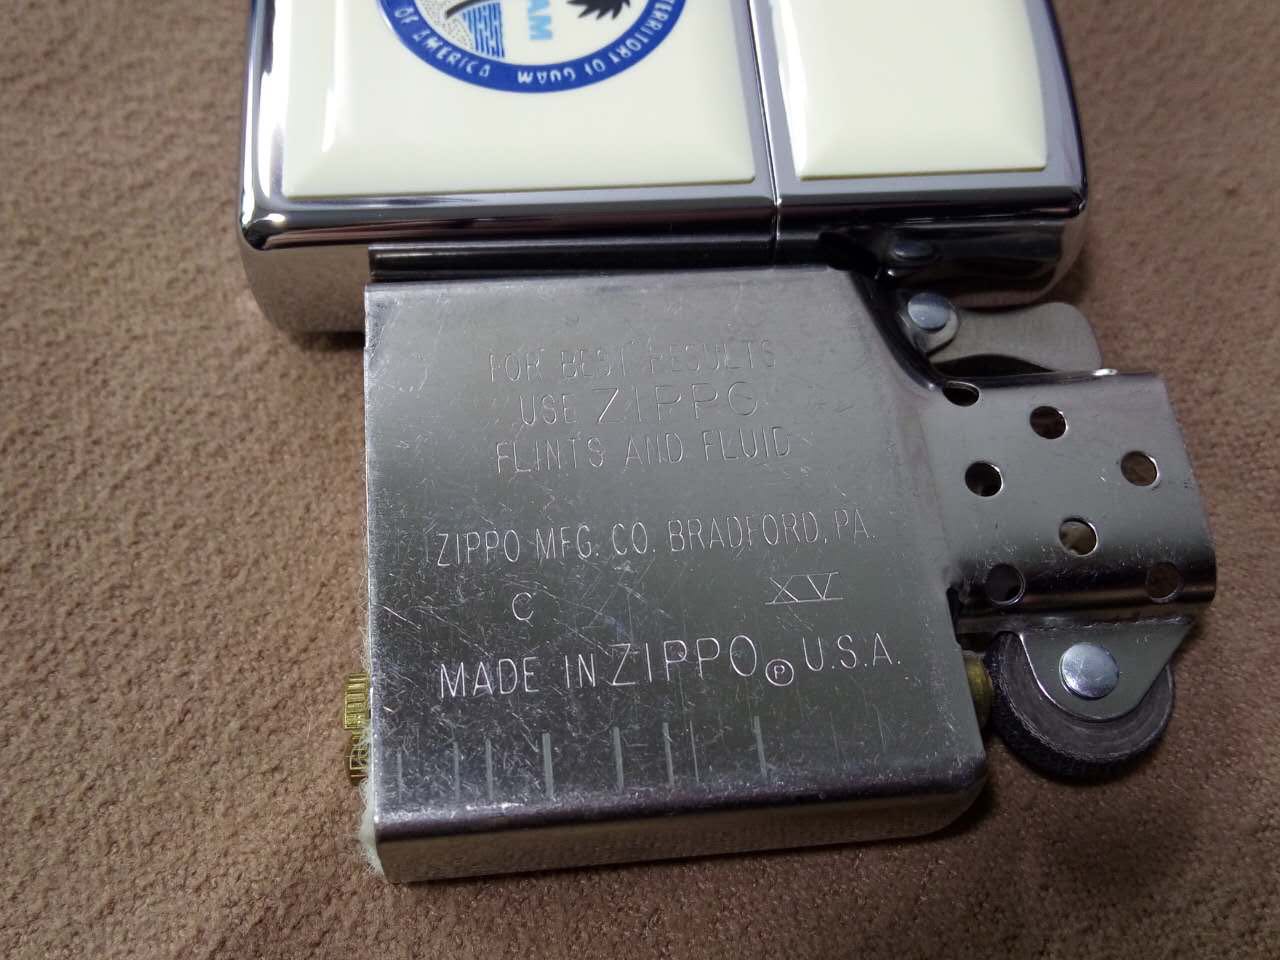 TERRITORY OF GUAM
OF AMERICA
AM
FOR BEST RESULTS
USE ZIPPO
FLINTS AND FLUID
ZIPPO MFG. CO. BRADFORD, PA.
C XV
MADE IN ZIPPO Ⓟ U.S.A.